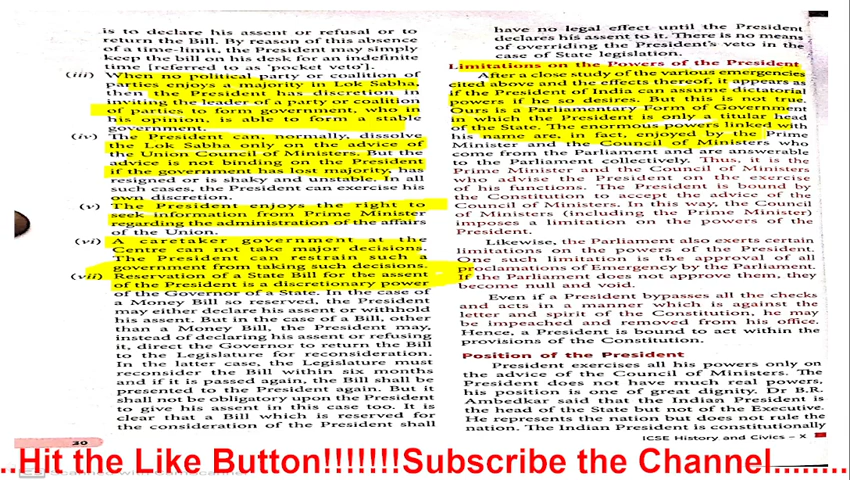 is to declare his assent or refusal or to
return the Bill. By reason of this absence
of a time-limit, the President may simply
keep the bill on his desk for an indefinite
time [referred to as 'pocket veto'].
(iii) When no political party or coalition of
parties enjoys a majority in Lok Sabha,
then the President has discretion in
inviting the leader of a party or coalition
of parties to form government, who in
his opinion, is able to form a stable
government.
(iv) The President can, normally, dissolve
the Lok Sabha only on the advice of
the Union Council of Ministers. But the
advice is not binding on the President
if the government has lost majority, has
resigned or is shaky and unstable. In all
such cases, the President can exercise his
own discretion.
(v) The President enjoys the right to
seek information from Prime Minister
regarding the administration of the affairs
of the Union.
(vi) A caretaker government at the
Centre can not take major decisions.
The President can restrain such a
government from taking such decisions.
(vii) Reservation of a State Bill for the assent
of the President is a discretionary power
of the Governor of a State. In the case of
a Money Bill so reserved, the President
may either declare his assent or withhold
his assent. But in the case of a Bill, other
than a Money Bill, the President may,
instead of declaring his assent or refusing
it, direct the Governor to return the Bill
to the Legislature for reconsideration.
In the latter case, the Legislature must
reconsider the Bill within six months
and if it is passed again, the Bill shall be
presented to the President again. But it
shall not be obligatory upon the President
to give his assent in this case too. It is
clear that a Bill which is reserved for
the consideration of the President shall
30
have no legal effect until the President
declares his assent to it. There is no means
of overriding the President's veto in the
case of State legislation.
Limitations on the Powers of the President
After a close study of the various emergencies
cited above and the effects thereof, it appears as
if the President of India can assume dictatorial
powers if he so desires. But this is not true.
Ours is a Parliamentary Form of Government
in which the President is only a titular head
of the State. The enormous powers linked with
his name are, in fact, enjoyed by the Prime
Minister and the Council of Ministers who
come from the Parliament and are answerable
to the Parliament collectively. Thus, it is the
Prime Minister and the Council of Ministers
who advise the President on the exercise
of his functions. The President is bound by
the Constitution to accept the advice of the
Council of Ministers. In this way, the Council
of Ministers (including the Prime Minister)
imposes a limitation on the powers of the
President.
Likewise, the Parliament also exerts certain
limitations on the powers of the President.
One such limitation is the approval of all
proclamations of Emergency by the Parliament.
If the Parliament does not approve them, they
become null and void.
Even if a President bypasses all the checks
and acts in a manner which is against the
letter and spirit of the Constitution, he may
be impeached and removed from his office.
Hence, a President is bound to act within the
provisions of the Constitution.
Position of the President
President exercises all his powers only on
the advice of the Council of Ministers. The
President does not have much real powers,
his position is one of great dignity. Dr B.R.
Ambedkar said that the Indian President is
the head of the State but not of the Executive.
He represents the nation but does not rule the
nation. The Indian President is constitutionally
ICSE History and Civics – X
..Hit the Like Button!!!!!!!Subscribe the Channel.........